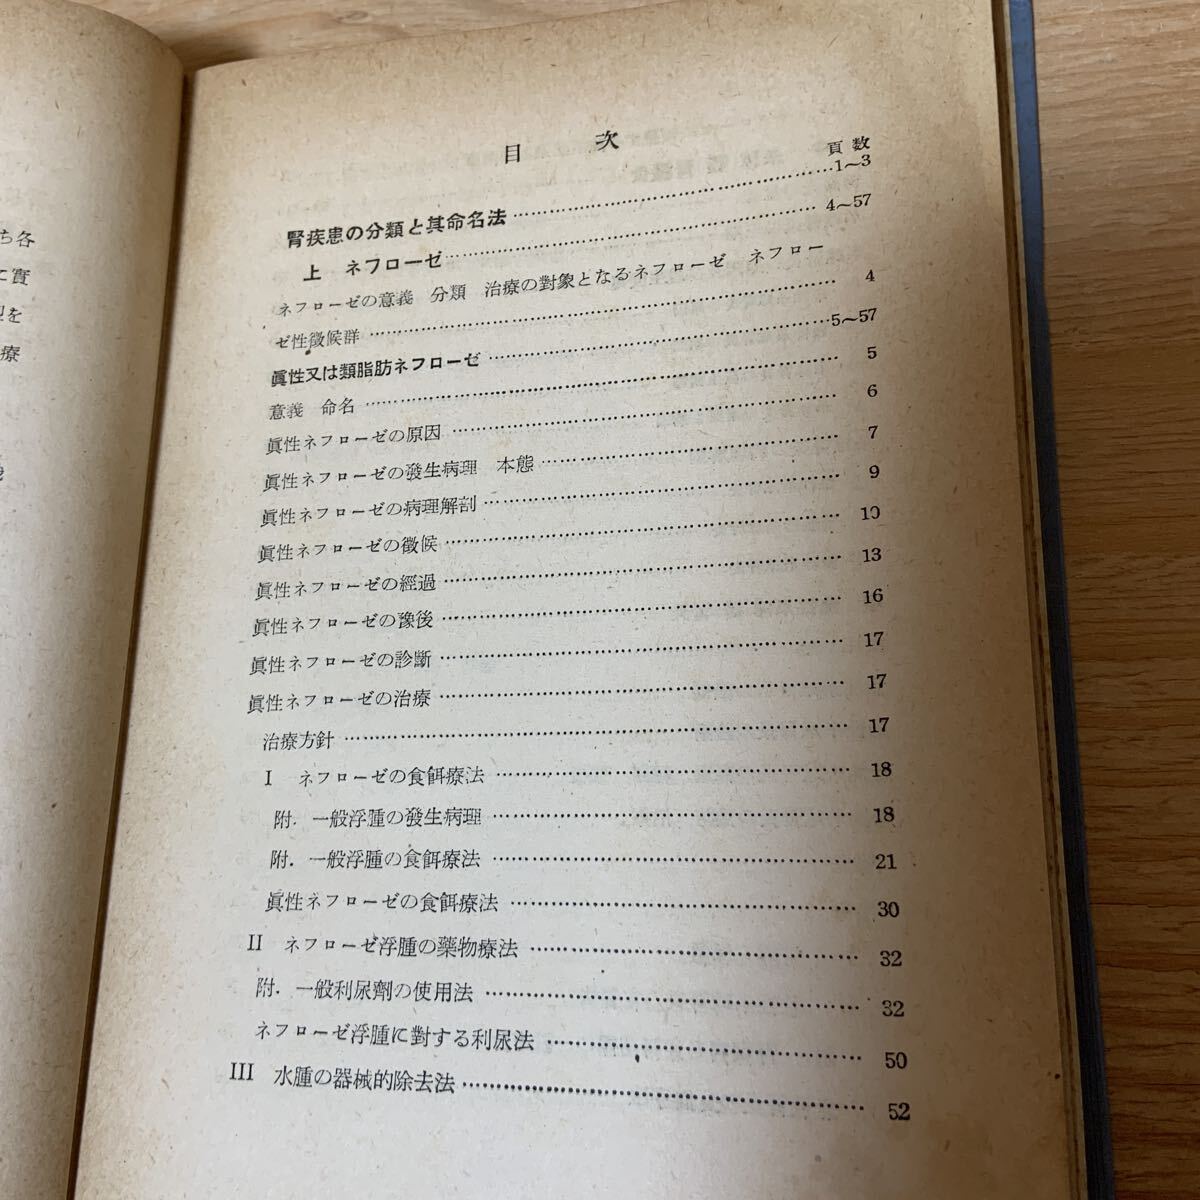 ち各
に實
を
療
目 次
頁数
腎疾患の分類と其命名法 1～3
上 ネフローゼ 4～57
ネフローゼの意義 分類 治療の對象となるネフローゼ ネフロー
ゼ性徴候群 4
眞性又は類脂肪ネフローゼ 5～57
意義 命名 5
眞性ネフローゼの原因 6
眞性ネフローゼの發生病理 本態 7
眞性ネフローゼの病理解剖 9
眞性ネフローゼの徴候 10
眞性ネフローゼの經過 13
眞性ネフローゼの豫後 16
眞性ネフローゼの診斷 17
眞性ネフローゼの治療 17
治療方針 17
I ネフローゼの食餌療法 18
附. 一般浮腫の發生病理 18
附. 一般浮腫の食餌療法 21
眞性ネフローゼの食餌療法 30
II ネフローゼ浮腫の藥物療法 32
附. 一般利尿劑の使用法 32
ネフローゼ浮腫に對する利尿法 50
III 水腫の器械的除去法 52